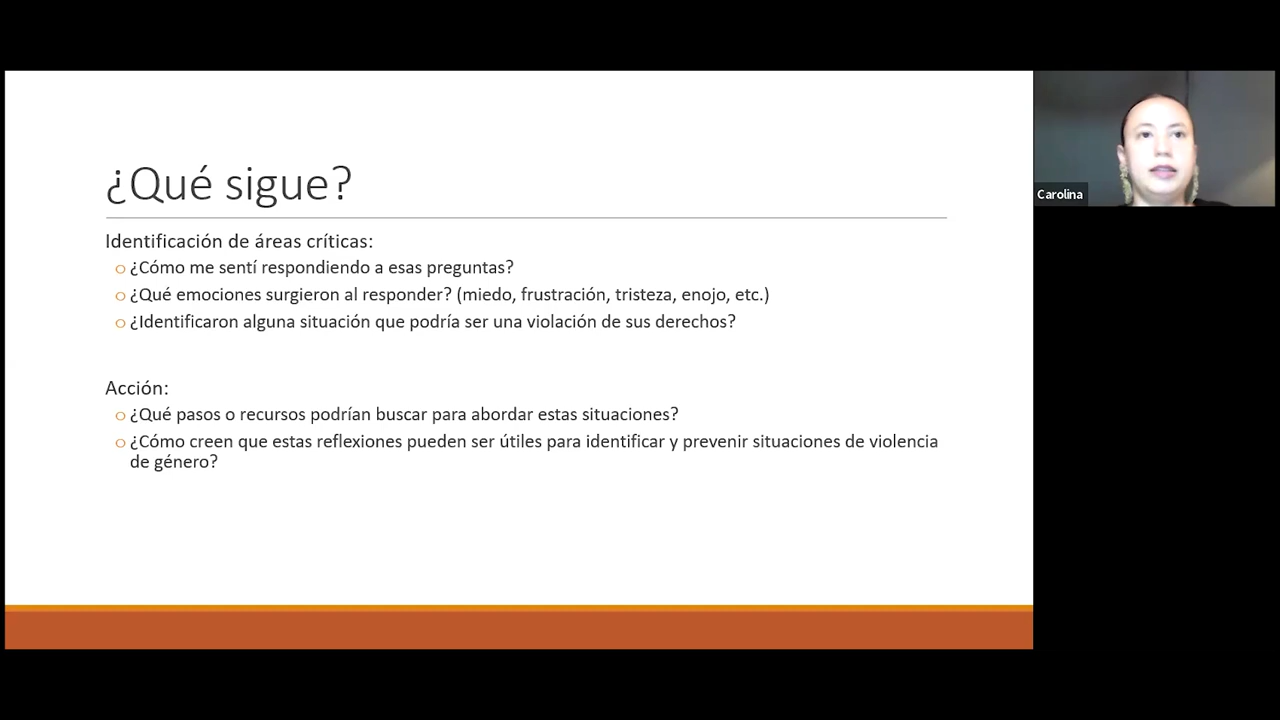 ¿Qué sigue?
Identificación de áreas críticas:
o ¿Cómo me sentí respondiendo a esas preguntas?
o ¿Qué emociones surgieron al responder? (miedo, frustración, tristeza, enojo, etc.)
o ¿Identificaron alguna situación que podría ser una violación de sus derechos?
Acción:
o ¿Qué pasos o recursos podrían buscar para abordar estas situaciones?
o ¿Cómo creen que estas reflexiones pueden ser útiles para identificar y prevenir situaciones de violencia
de género?
Carolina